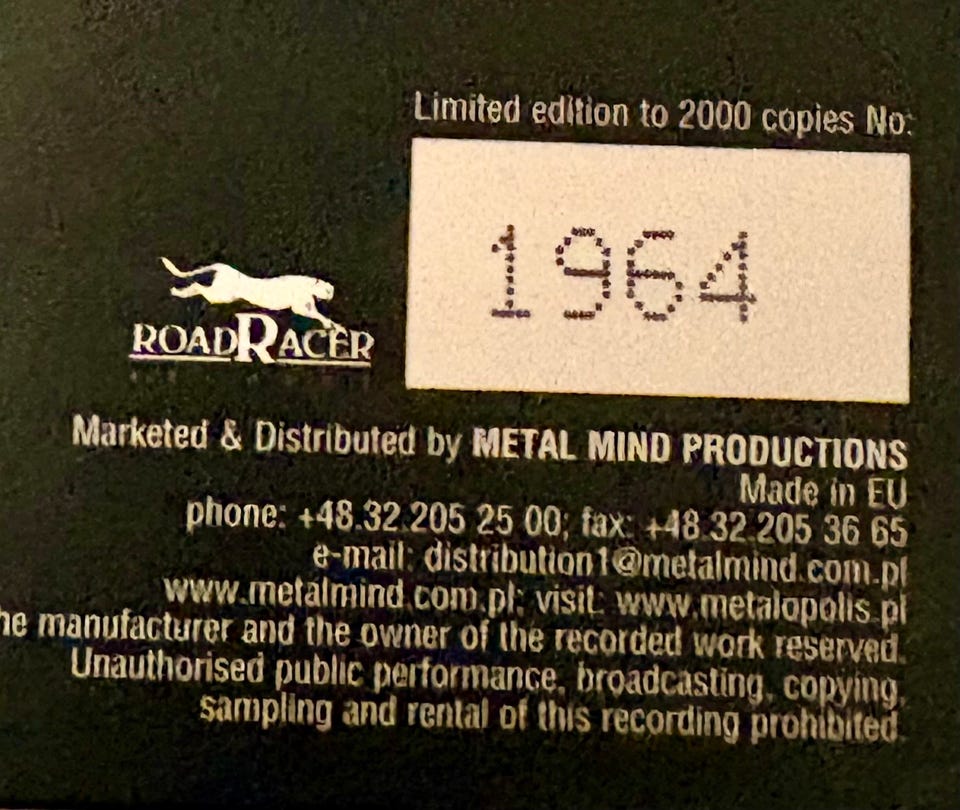 Limited edition to 2000 copies No:
1964
ROADRACER
Marketed & Distributed by METAL MIND PRODUCTIONS
Made in EU
phone: +48.32.205 25 00; fax: +48.32.205 36 65
e-mail: distribution1@metalmind.com.pl
www.metalmind.com.pl; visit: www.metalopolis.pl
he manufacturer and the owner of the recorded work reserved.
Unauthorised public performance, broadcasting, copying,
sampling and rental of this recording prohibited.